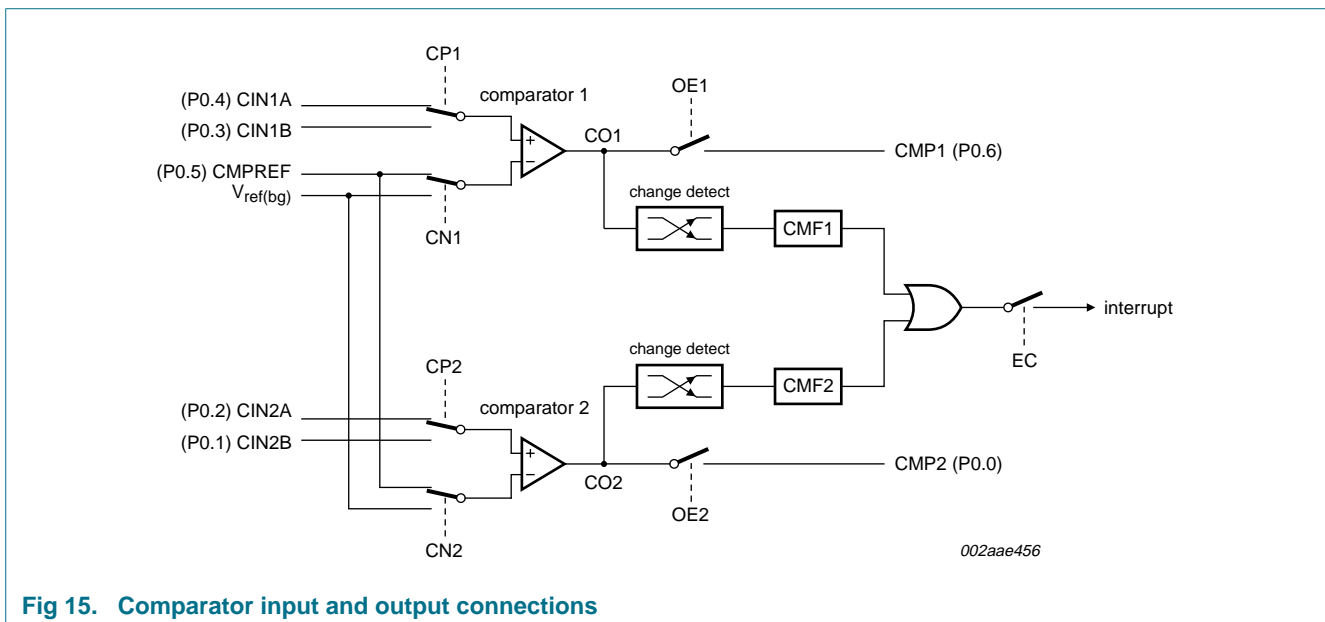 CP1
OE1
(P0.4) CIN1A
comparator 1
(P0.3) CIN1B
+
CO1
CMP1 (P0.6)
(P0.5) CMPREF
−
Vref(bg)
change detect
CN1
CMF1
interrupt
change detect
EC
CP2
CMF2
(P0.2) CIN2A
comparator 2
(P0.1) CIN2B
+
CMP2 (P0.0)
−
CO2
OE2
CN2
002aae456
Fig 15. Comparator input and output connections